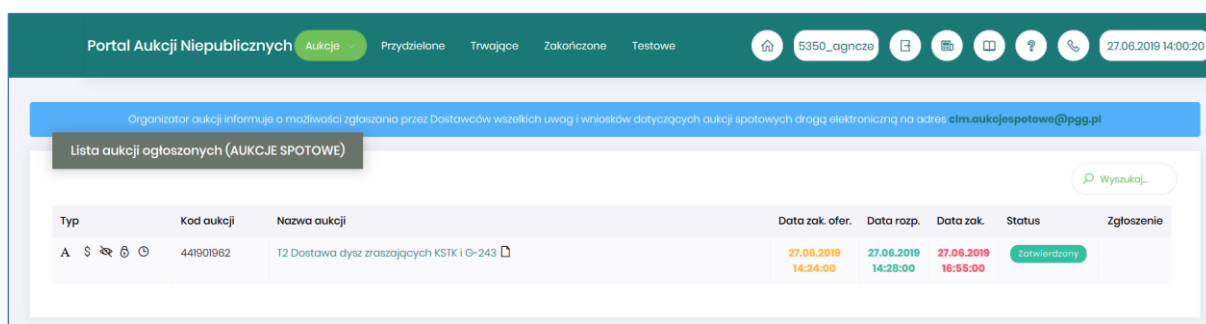 Portal Aukcji Niepublicznych Aukcje Przydzielone Trwające Zakończone Testowe 5350_agncze 27.06.2019 14:00:20
Organizator aukcji informuje o możliwości zgłaszania przez Dostawców wszelkich uwag i wniosków dotyczących aukcji spotowych drogą elektroniczną na adres cim.aukcjespotowe@pgg.pl
Lista aukcji ogłoszonych (AUKCJE SPOTOWE)
Wyszukaj...
Typ Kod aukcji Nazwa aukcji Data zak. ofer. Data rozp. Data zak. Status Zgłoszenie
A $ 441901962 T2 Dostawa dysz zraszających KSTK i G-243 27.06.2019 27.06.2019 27.06.2019 Zatwierdzony
14:24:00 14:28:00 16:55:00